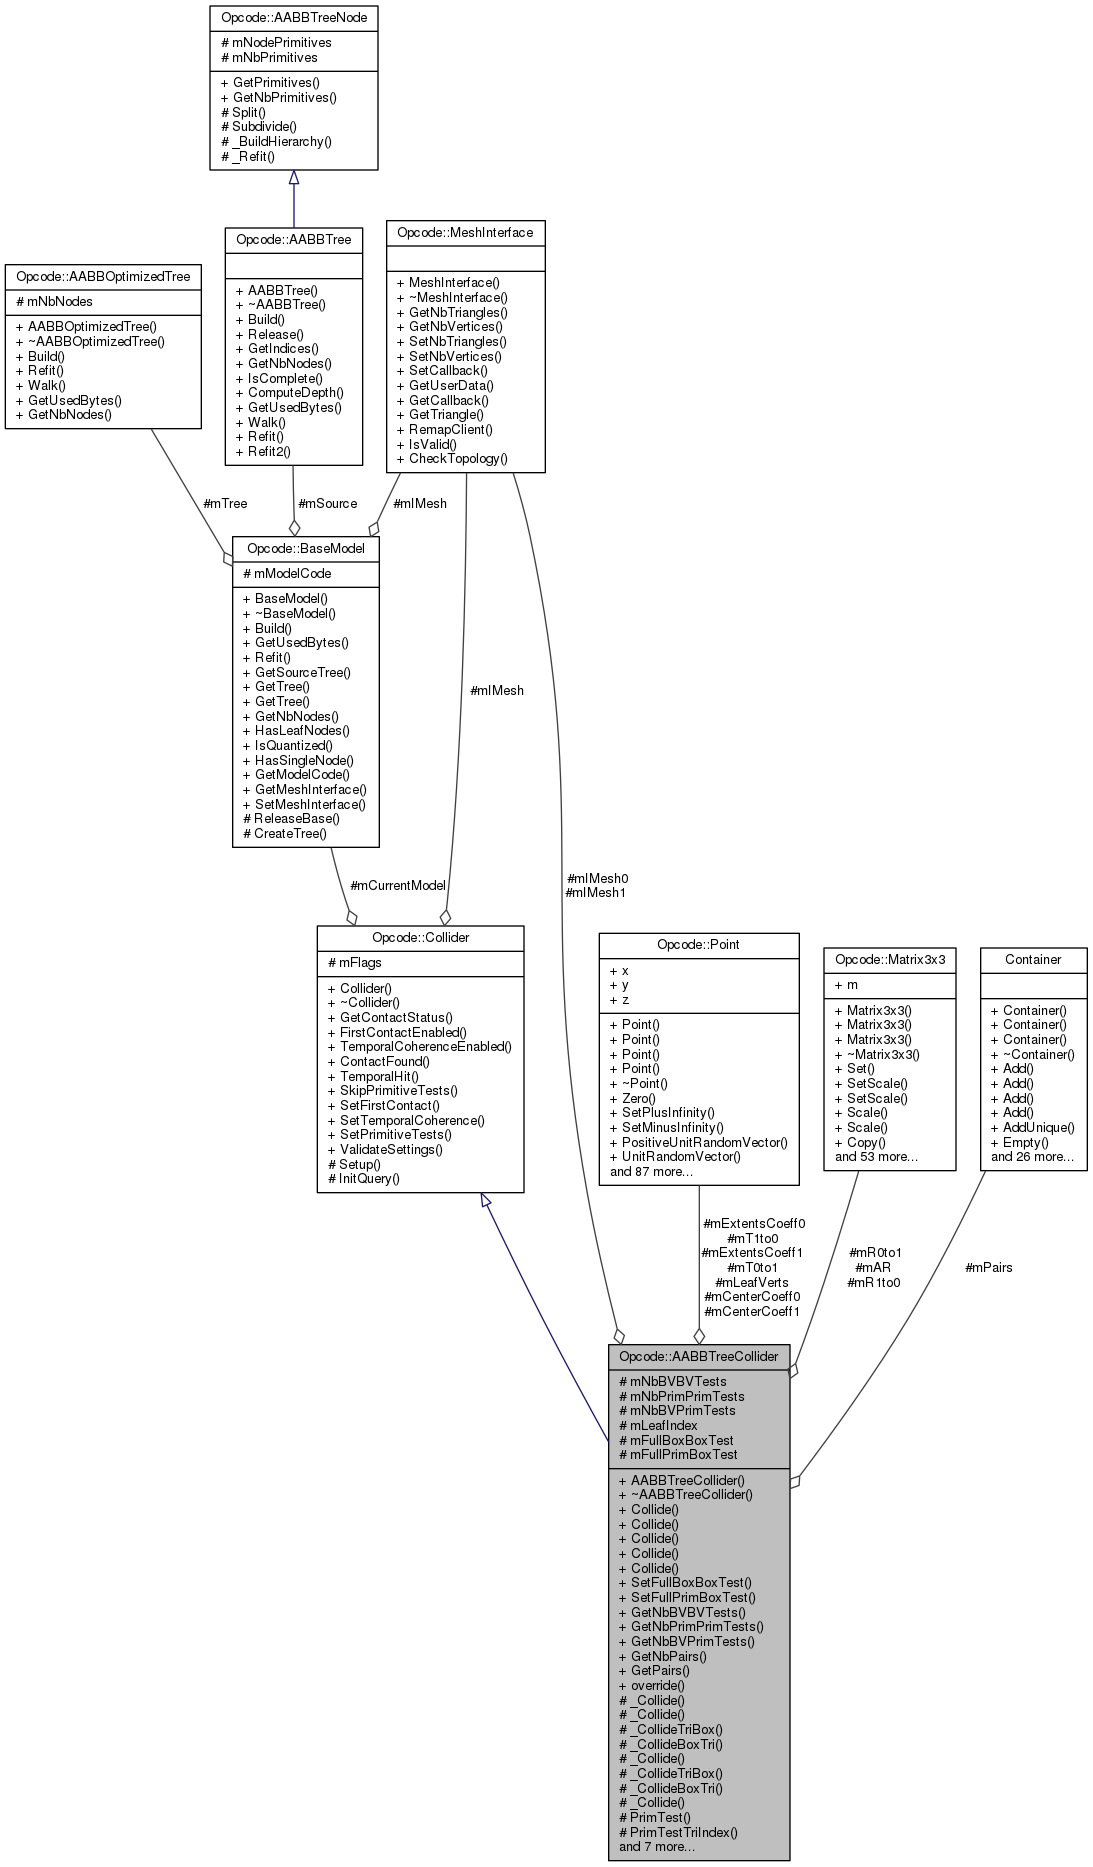 Opcode::AABBTreeNode
# mNodePrimitives
# mNbPrimitives
+ GetPrimitives()
+ GetNbPrimitives()
# Split()
# Subdivide()
# _BuildHierarchy()
# _Refit()
Opcode::AABBOptimizedTree
# mNbNodes
+ AABBOptimizedTree()
+ ~AABBOptimizedTree()
+ Build()
+ Refit()
+ Walk()
+ GetUsedBytes()
+ GetNbNodes()
Opcode::AABBTree
+ AABBTree()
+ ~AABBTree()
+ Build()
+ Release()
+ GetIndices()
+ GetNbNodes()
+ IsComplete()
+ ComputeDepth()
+ GetUsedBytes()
+ Walk()
+ Refit()
+ Refit2()
Opcode::MeshInterface
+ MeshInterface()
+ ~MeshInterface()
+ GetNbTriangles()
+ GetNbVertices()
+ SetNbTriangles()
+ SetNbVertices()
+ SetCallback()
+ GetUserData()
+ GetCallback()
+ GetTriangle()
+ RemapClient()
+ IsValid()
+ CheckTopology()
#mTree
#mSource
#mIMesh
Opcode::BaseModel
# mModelCode
+ BaseModel()
+ ~BaseModel()
+ Build()
+ GetUsedBytes()
+ Refit()
+ GetSourceTree()
+ GetTree()
+ GetTree()
+ GetNbNodes()
+ HasLeafNodes()
+ IsQuantized()
+ HasSingleNode()
+ GetModelCode()
+ GetMeshInterface()
+ SetMeshInterface()
# ReleaseBase()
# CreateTree()
#mIMesh
#mCurrentModel
#mIMesh0
#mIMesh1
Opcode::Collider
# mFlags
+ Collider()
+ ~Collider()
+ GetContactStatus()
+ FirstContactEnabled()
+ TemporalCoherenceEnabled()
+ ContactFound()
+ TemporalHit()
+ SkipPrimitiveTests()
+ SetFirstContact()
+ SetTemporalCoherence()
+ SetPrimitiveTests()
+ ValidateSettings()
# Setup()
# InitQuery()
Opcode::Point
+ x
+ y
+ z
+ Point()
+ Point()
+ Point()
+ Point()
+ ~Point()
+ Zero()
+ SetPlusInfinity()
+ SetMinusInfinity()
+ PositiveUnitRandomVector()
+ UnitRandomVector()
and 87 more...
Opcode::Matrix3x3
+ m
+ Matrix3x3()
+ Matrix3x3()
+ Matrix3x3()
+ ~Matrix3x3()
+ Set()
+ SetScale()
+ SetScale()
+ Scale()
+ Scale()
+ Copy()
and 53 more...
Container
+ Container()
+ Container()
+ Container()
+ ~Container()
+ Add()
+ Add()
+ Add()
+ Add()
+ AddUnique()
+ Empty()
and 26 more...
#mExtentsCoeff0
#mT1to0
#mExtentsCoeff1
#mT0to1
#mLeafVerts
#mCenterCoeff0
#mCenterCoeff1
#mR0to1
#mAR
#mR1to0
#mPairs
Opcode::AABBTreeCollider
# mNbBVBVTests
# mNbPrimPrimTests
# mNbBVPrimTests
# mLeafIndex
# mFullBoxBoxTest
# mFullPrimBoxTest
+ AABBTreeCollider()
+ ~AABBTreeCollider()
+ Collide()
+ Collide()
+ Collide()
+ Collide()
+ Collide()
+ SetFullBoxBoxTest()
+ SetFullPrimBoxTest()
+ GetNbBVBVTests()
+ GetNbPrimPrimTests()
+ GetNbBVPrimTests()
+ GetNbPairs()
+ GetPairs()
+ override()
# _Collide()
# _Collide()
# _CollideTriBox()
# _CollideBoxTri()
# _Collide()
# _CollideTriBox()
# _CollideBoxTri()
# _Collide()
# PrimTest()
# PrimTestTriIndex()
and 7 more...